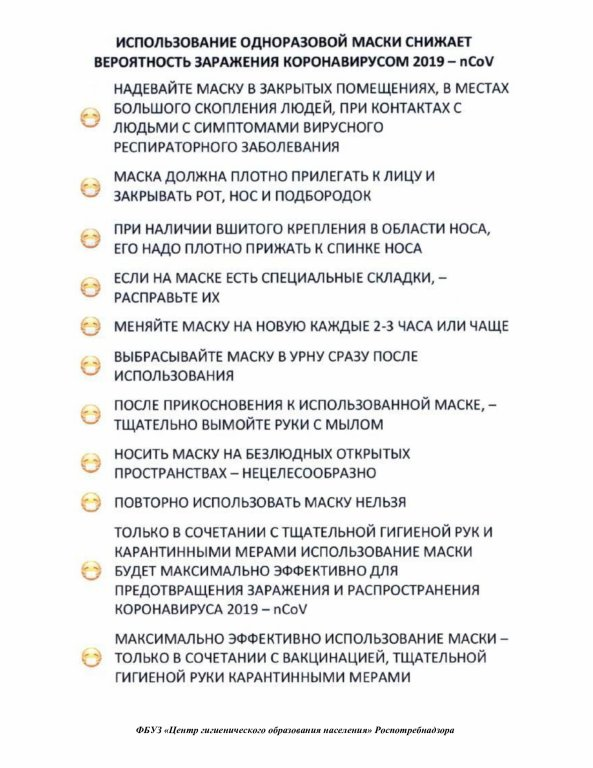 ИСПОЛЬЗОВАНИЕ ОДНОРАЗОВОЙ МАСКИ СНИЖАЕТ
ВЕРОЯТНОСТЬ ЗАРАЖЕНИЯ КОРОНАВИРУСОМ 2019 – nCoV
НАДЕВАЙТЕ МАСКУ В ЗАКРЫТЫХ ПОМЕЩЕНИЯХ, В МЕСТАХ
БОЛЬШОГО СКОПЛЕНИЯ ЛЮДЕЙ, ПРИ КОНТАКТАХ С
ЛЮДЬМИ С СИМПТОМАМИ ВИРУСНОГО
РЕСПИРАТОРНОГО ЗАБОЛЕВАНИЯ
МАСКА ДОЛЖНА ПЛОТНО ПРИЛЕГАТЬ К ЛИЦУ И
ЗАКРЫВАТЬ РОТ, НОС И ПОДБОРОДОК
ПРИ НАЛИЧИИ ВШИТОГО КРЕПЛЕНИЯ В ОБЛАСТИ НОСА,
ЕГО НАДО ПЛОТНО ПРИЖАТЬ К СПИНКЕ НОСА
ЕСЛИ НА МАСКЕ ЕСТЬ СПЕЦИАЛЬНЫЕ СКЛАДКИ, –
РАСПРАВЬТЕ ИХ
МЕНЯЙТЕ МАСКУ НА НОВУЮ КАЖДЫЕ 2-3 ЧАСА ИЛИ ЧАЩЕ
ВЫБРАСЫВАЙТЕ МАСКУ В УРНУ СРАЗУ ПОСЛЕ
ИСПОЛЬЗОВАНИЯ
ПОСЛЕ ПРИКОСНОВЕНИЯ К ИСПОЛЬЗОВАННОЙ МАСКЕ, –
ТЩАТЕЛЬНО ВЫМОЙТЕ РУКИ С МЫЛОМ
НОСИТЬ МАСКУ НА БЕЗЛЮДНЫХ ОТКРЫТЫХ
ПРОСТРАНСТВАХ – НЕЦЕЛЕСООБРАЗНО
ПОВТОРНО ИСПОЛЬЗОВАТЬ МАСКУ НЕЛЬЗЯ
ТОЛЬКО В СОЧЕТАНИИ С ТЩАТЕЛЬНОЙ ГИГИЕНОЙ РУК И
КАРАНТИННЫМИ МЕРАМИ ИСПОЛЬЗОВАНИЕ МАСКИ
БУДЕТ МАКСИМАЛЬНО ЭФФЕКТИВНО ДЛЯ
ПРЕДОТВРАЩЕНИЯ ЗАРАЖЕНИЯ И РАСПРОСТРАНЕНИЯ
КОРОНАВИРУСА 2019 – nCoV
МАКСИМАЛЬНО ЭФФЕКТИВНО ИСПОЛЬЗОВАНИЕ МАСКИ –
ТОЛЬКО В СОЧЕТАНИИ С ВАКЦИНАЦИЕЙ, ТЩАТЕЛЬНОЙ
ГИГИЕНОЙ РУКИ КАРАНТИННЫМИ МЕРАМИ
ФБУЗ «Центр гигиенического образования населения» Роспотребнадзора